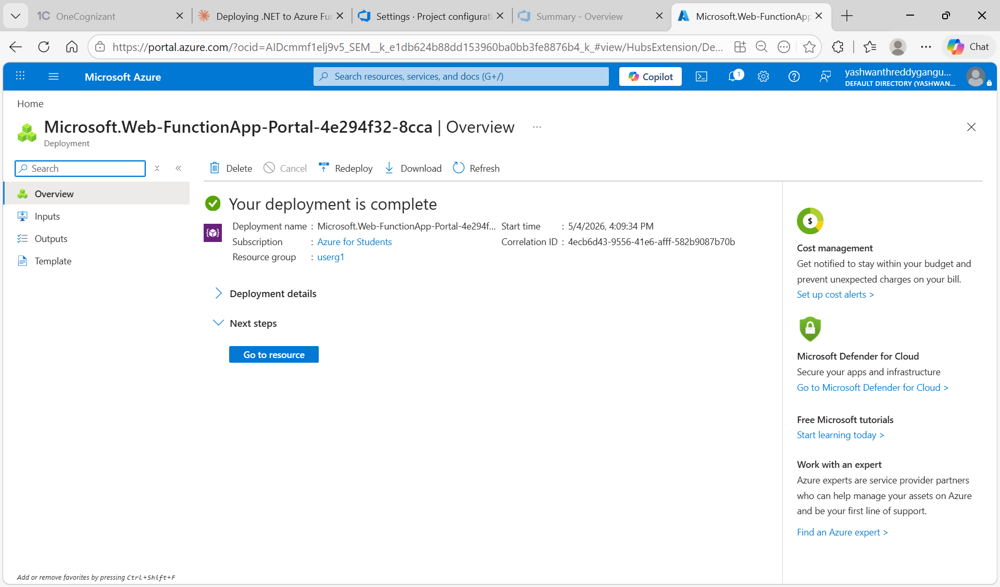 OneCognizant
Deploying .NET to Azure Fun
Settings · Project configurati
Summary - Overview
Microsoft.Web-FunctionApp
https://portal.azure.com/?ocid=AIDcmmf1elj9v5_SEM__k_e1db624b88dd153960ba0bb3fe8876b4_k_#view/HubsExtension/De...
Chat
Microsoft Azure
Search resources, services, and docs (G+/)
Copilot
1
yashwanthreddygangu...
DEFAULT DIRECTORY (YASHWAN...
Home
Microsoft.Web-FunctionApp-Portal-4e294f32-8cca | Overview ...
Deployment
Search
Delete
Cancel
Redeploy
Download
Refresh
Overview
Inputs
Outputs
Template
Your deployment is complete
Deployment name : Microsoft.Web-FunctionApp-Portal-4e294f...
Subscription : Azure for Students
Resource group : userg1
Start time : 5/4/2026, 4:09:34 PM
Correlation ID : 4ecb6d43-9556-41e6-afff-582b9087b70b
Deployment details
Next steps
Go to resource
Cost management
Get notified to stay within your budget and
prevent unexpected charges on your bill.
Set up cost alerts >
Microsoft Defender for Cloud
Secure your apps and infrastructure
Go to Microsoft Defender for Cloud >
Free Microsoft tutorials
Start learning today >
Work with an expert
Azure experts are service provider partners
who can help manage your assets on Azure
and be your first line of support.
Find an Azure expert >
Add or remove favorites by pressing Ctrl+Shift+F